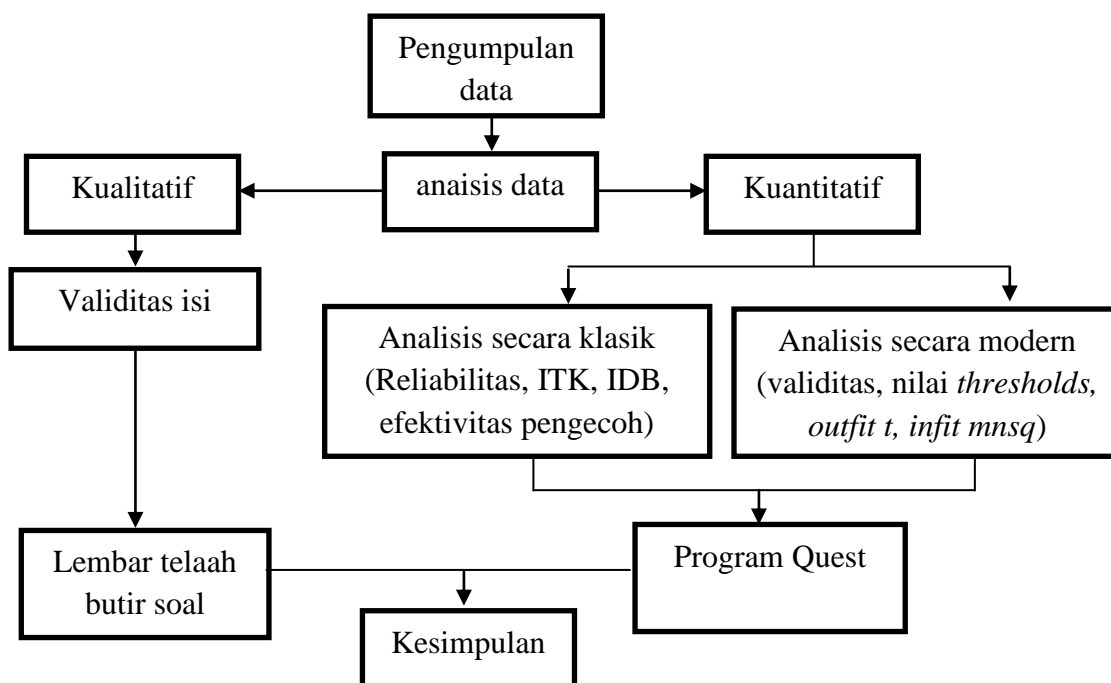 Pengumpulan
data
Kualitatif
anaisis data
Kuantitatif
Validitas isi
Analisis secara klasik
(Reliabilitas, ITK, IDB,
efektivitas pengecoh)
Analisis secara modern
(validitas, nilai thresholds,
outfit t, infit mnsq)
Lembar telaah
butir soal
Program Quest
Kesimpulan